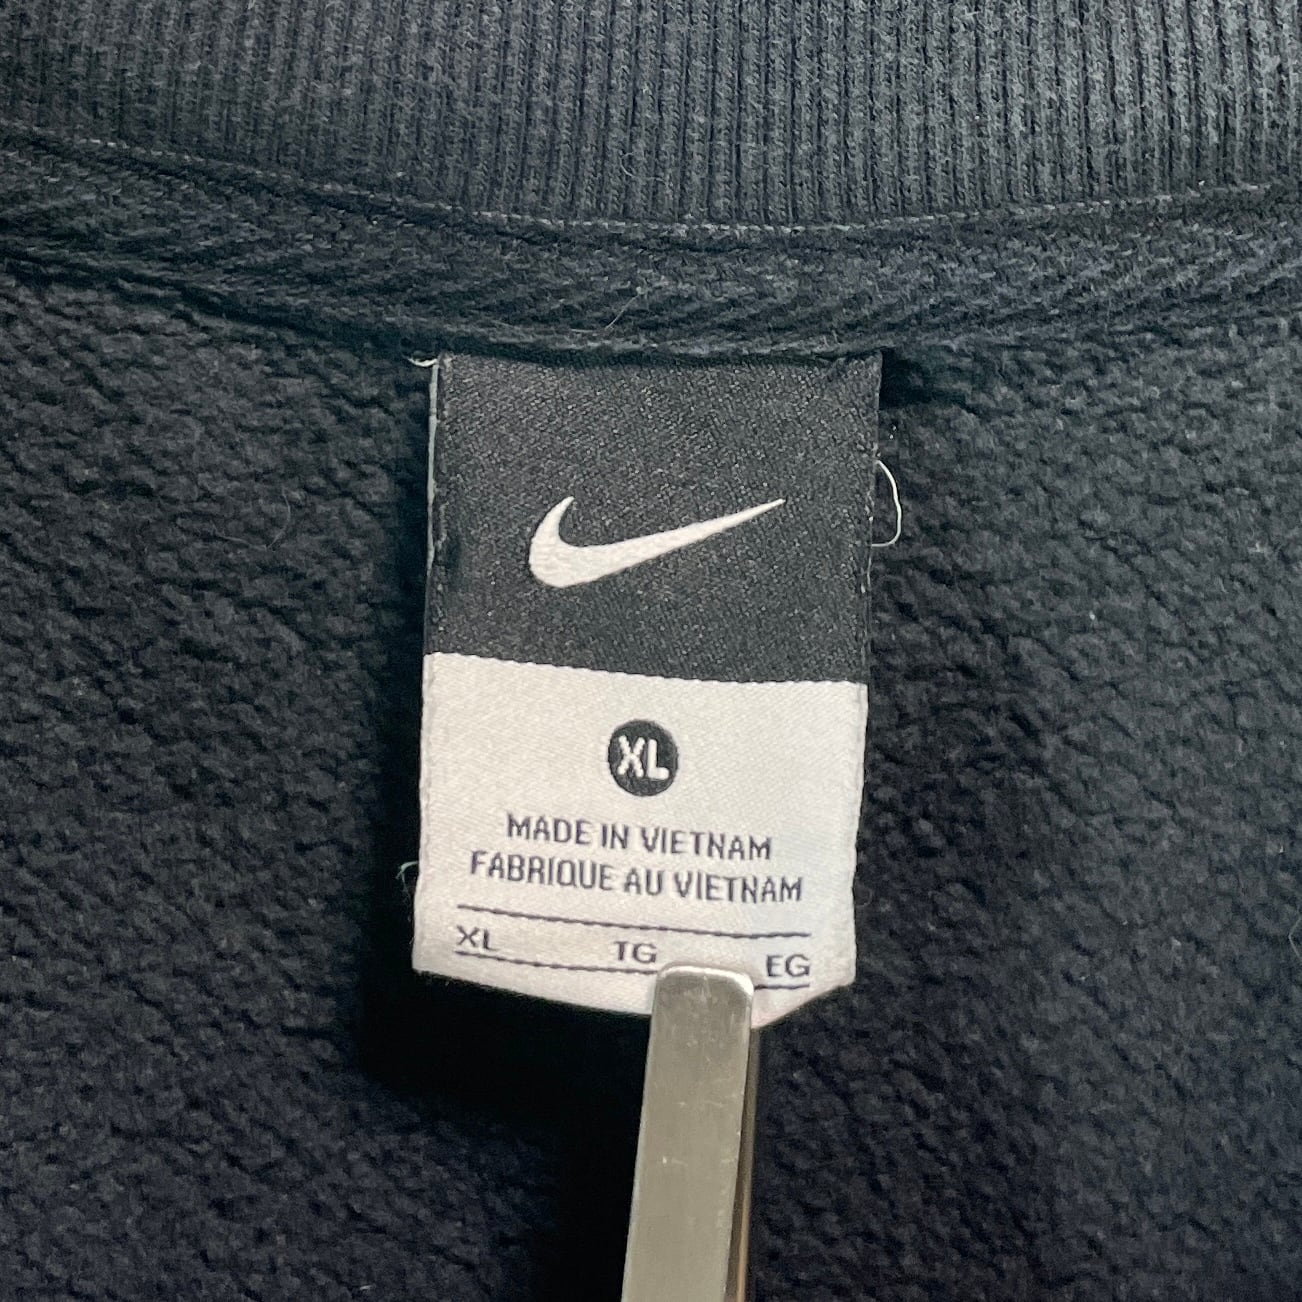 XL
MADE IN VIETNAM
FABRIQUE AU VIETNAM
XL TG EG